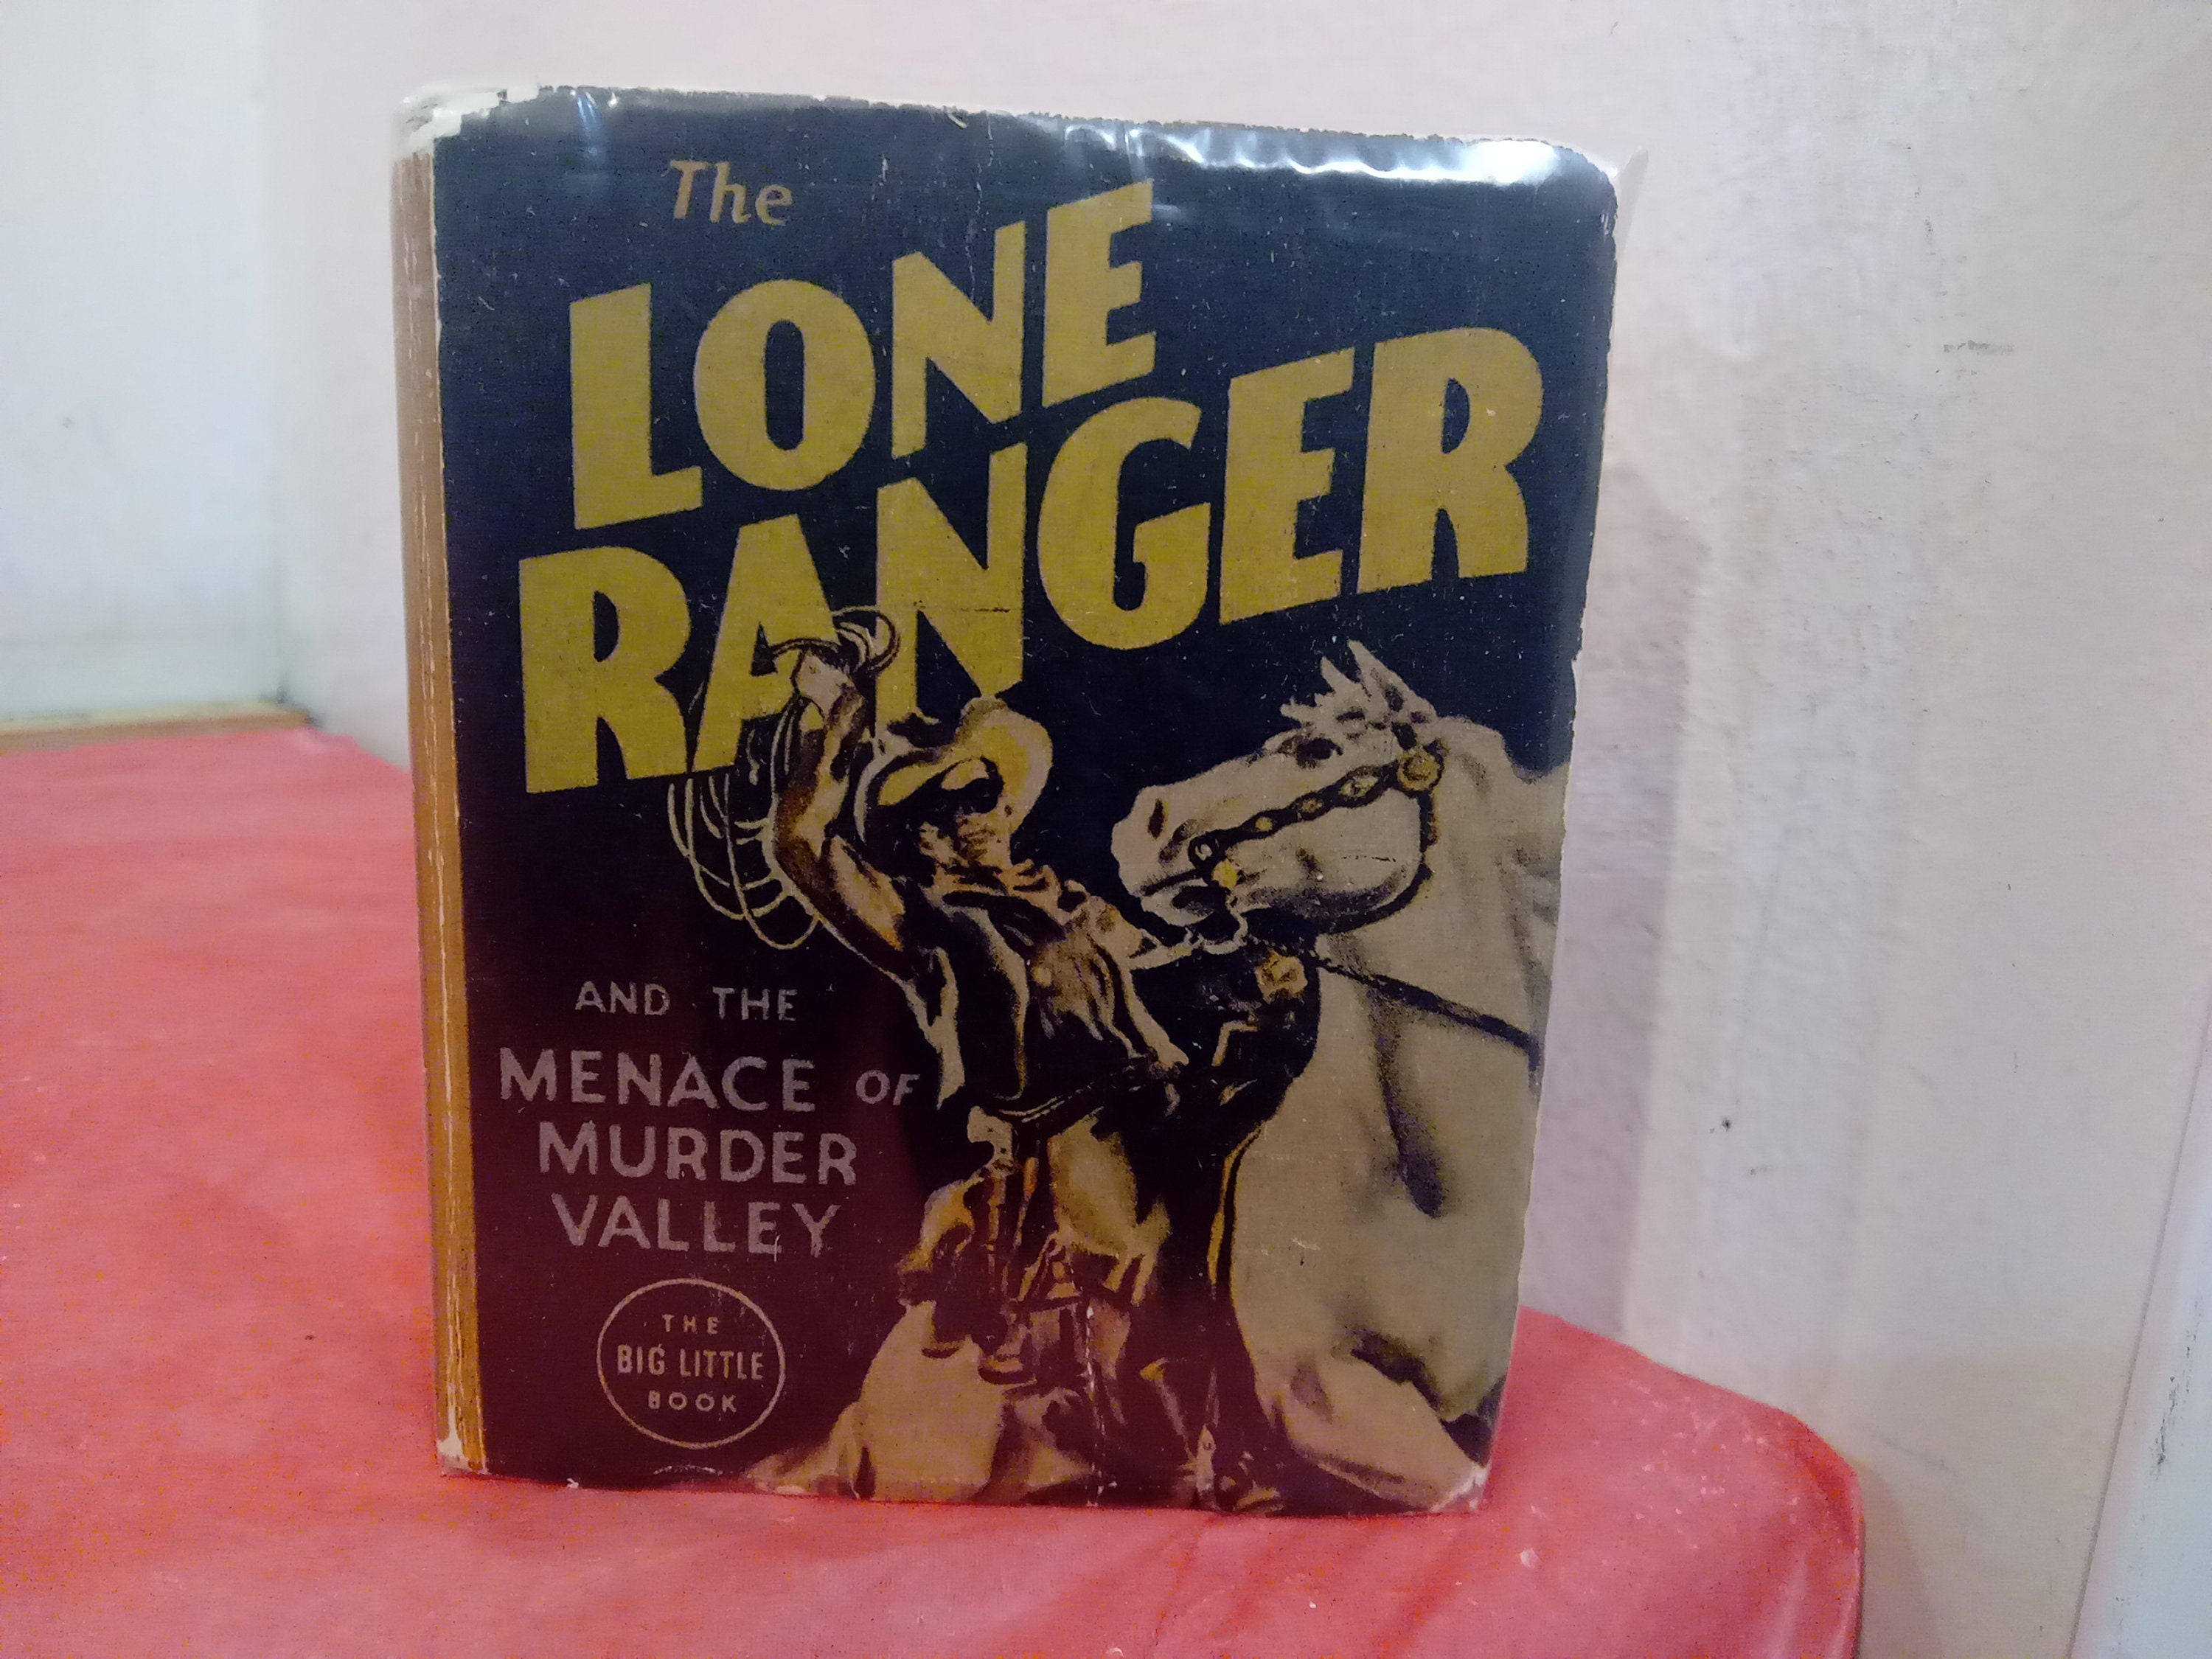 The
LONE
RANGER
AND THE
MENACE OF
MURDER
VALLEY
THE
BIG LITTLE
BOOK